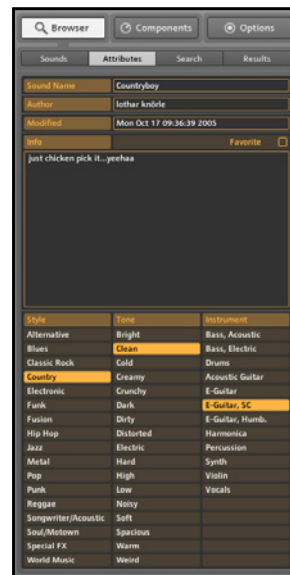 Browser Components Options
Sounds Attributes Search Results
Sound Name Countryboy
Author lothar knörle
Modified Mon Oct 17 09:36:39 2005
Info Favorite
just chicken pick it...yeehaa
Style Tone Instrument
Alternative Bright Bass, Acoustic
Blues Clean Bass, Electric
Classic Rock Cold Drums
Country Creamy Acoustic Guitar
Electronic Crunchy E-Guitar
Funk Dark E-Guitar, SC
Fusion Dirty E-Guitar, Humb.
Hip Hop Distorted Harmonica
Jazz Electric Percussion
Metal Hard Synth
Pop High Violin
Punk Low Vocals
Reggae Noisy
Songwriter/Acoustic Soft
Soul/Motown Spacious
Special FX Warm
World Music Weird